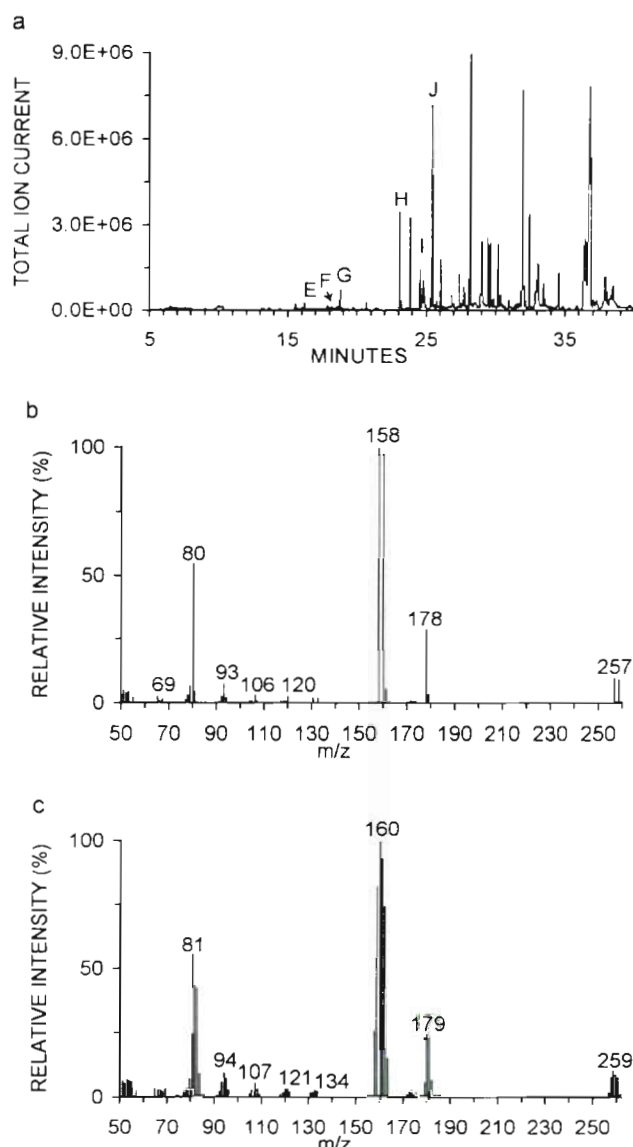 a
TOTAL ION CURRENT
9.0E+06
6.0E+06
3.0E+06
0.0E+00
E
F
G
H
I
J
5
15
25
35
MINUTES
b
RELATIVE INTENSITY (%)
100
50
0
158
80
178
69
93
106
120
257
50 70 90 110 130 150 170 190 210 230 250
m/z
c
RELATIVE INTENSITY (%)
100
50
0
160
81
179
94
107
121
134
259
50 70 90 110 130 150 170 190 210 230 250
m/z